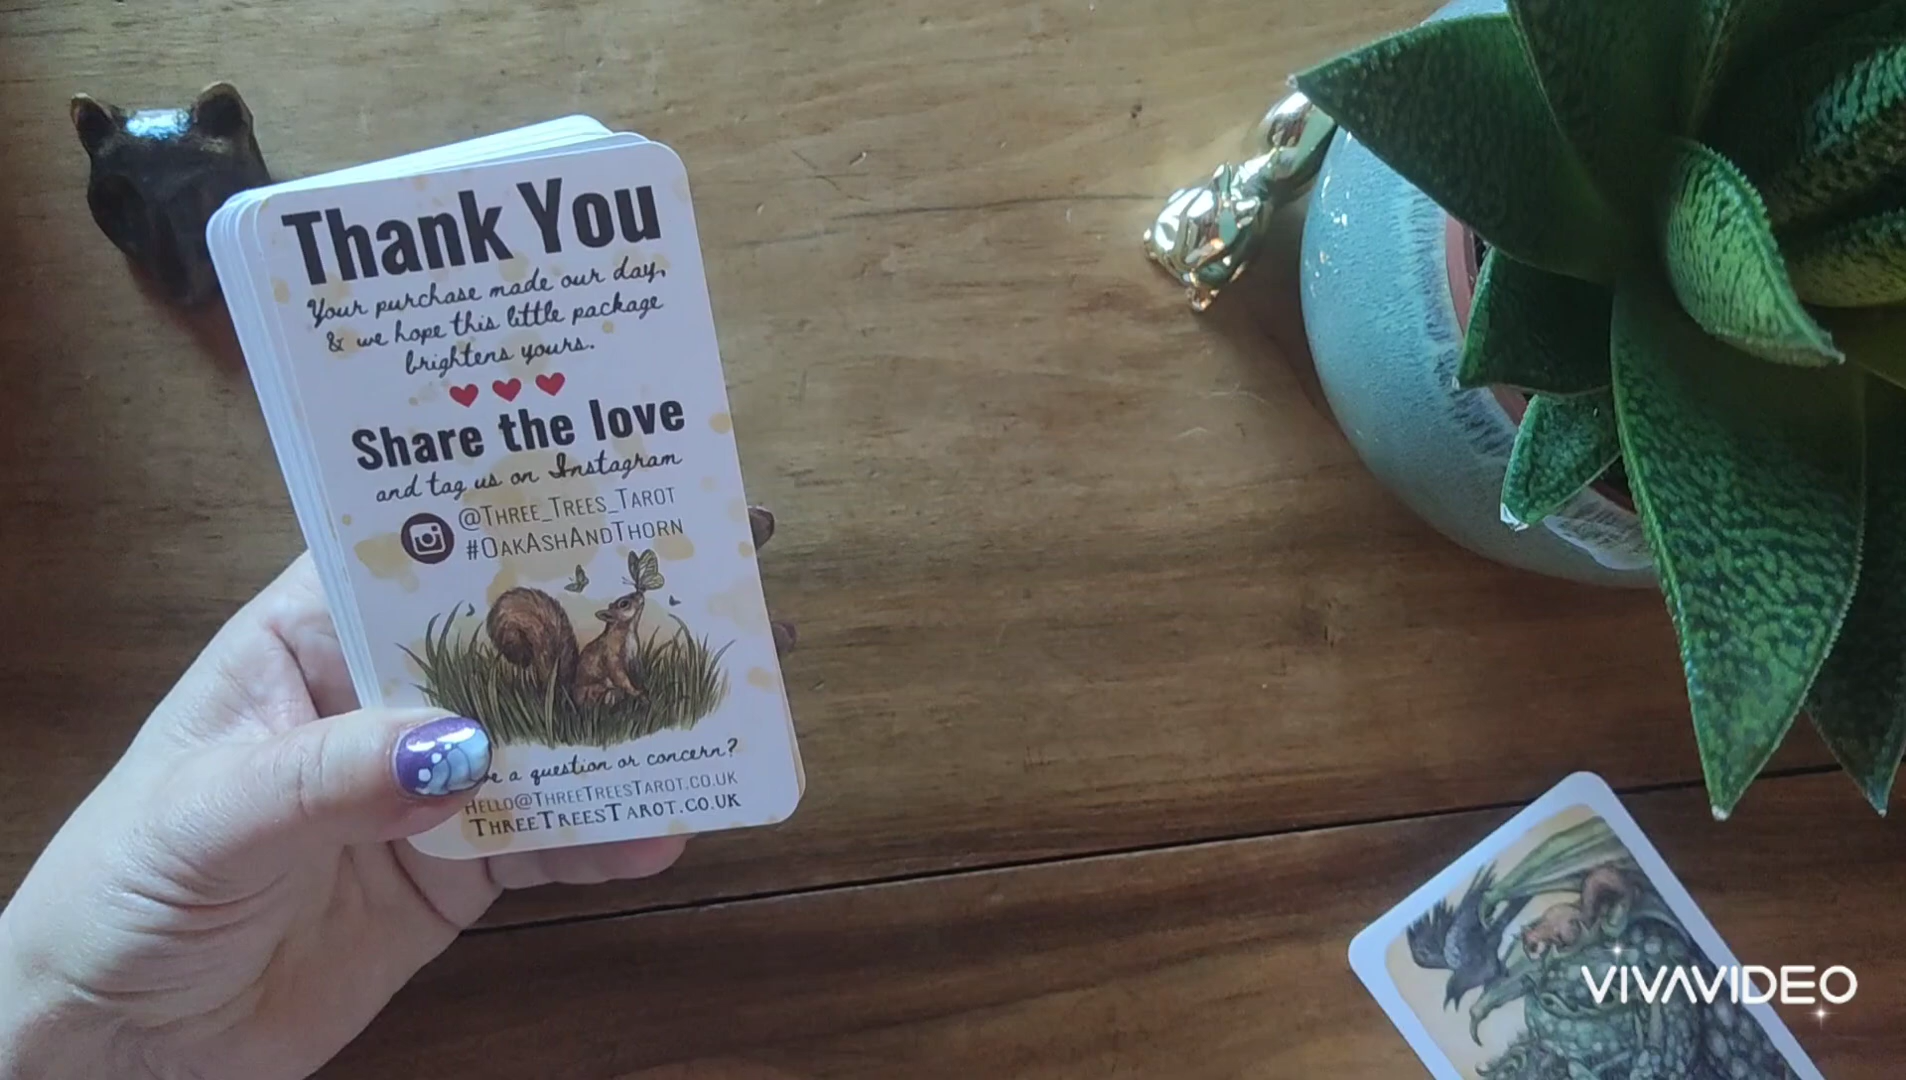 Thank You
Your purchase made our day,
& we hope this little package
brightens yours.
Share the love
and tag us on Instagram
@Three_Trees_Tarot
#OakAshAndThorn
a question or concern?
Hello@ThreeTreesTarot.co.uk
ThreeTreesTarot.co.uk
VIVAVIDEO